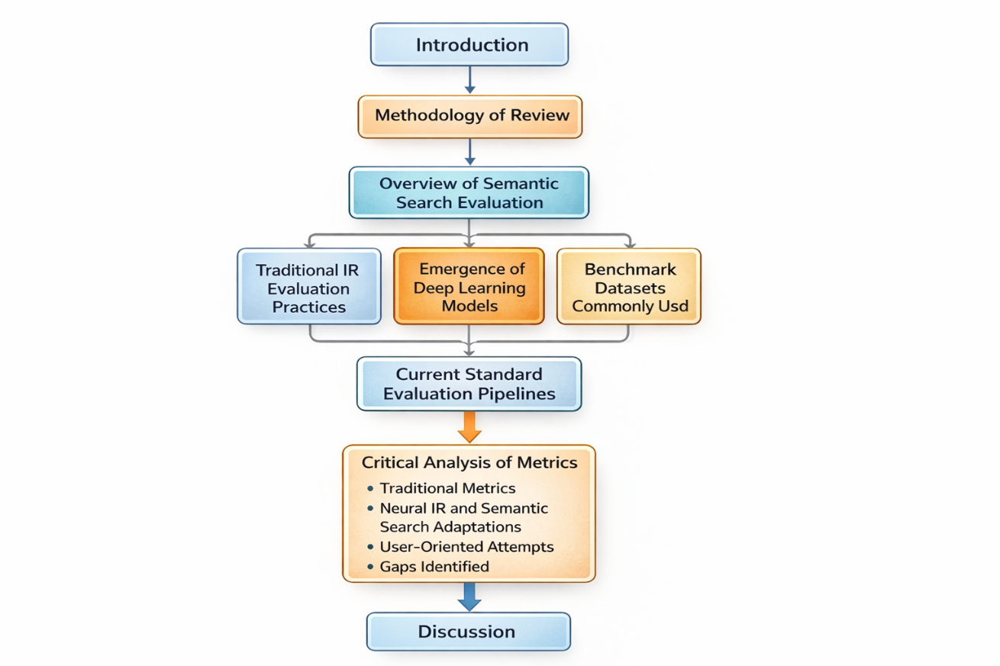 Introduction
Methodology of Review
Overview of Semantic
Search Evaluation
Traditional IR
Evaluation
Practices
Emergence of
Deep Learning
Models
Benchmark
Datasets
Commonly Usd
Current Standard
Evaluation Pipelines
Critical Analysis of Metrics
• Traditional Metrics
• Neural IR and Semantic
Search Adaptations
• User-Oriented Attempts
• Gaps Identified
Discussion